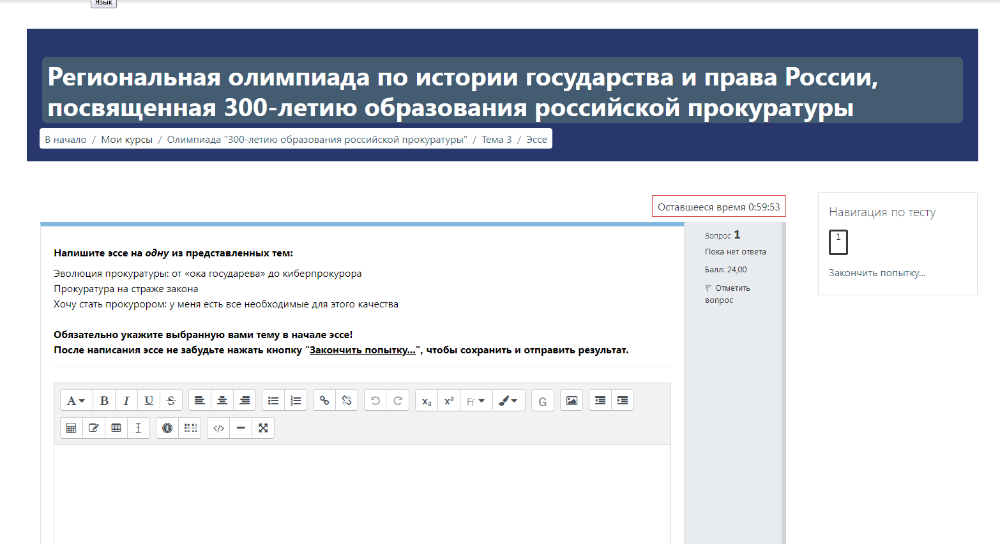 Язык
Региональная олимпиада по истории государства и права России,
посвященная 300-летию образования российской прокуратуры
В начало / Мои курсы / Олимпиада "300-летию образования российской прокуратуры" / Тема 3 / Эссе
Оставшееся время 0:59:53
Навигация по тесту
1
Закончить попытку...
Вопрос 1
Пока нет ответа
Балл: 24,00
Отметить
вопрос
Напишите эссе на одну из представленных тем:
Эволюция прокуратуры: от «ока государева» до киберпрокурора
Прокуратура на страже закона
Хочу стать прокурором: у меня есть все необходимые для этого качества
Обязательно укажите выбранную вами тему в начале эссе!
После написания эссе не забудьте нажать кнопку "Закончить попытку...", чтобы сохранить и отправить результат.